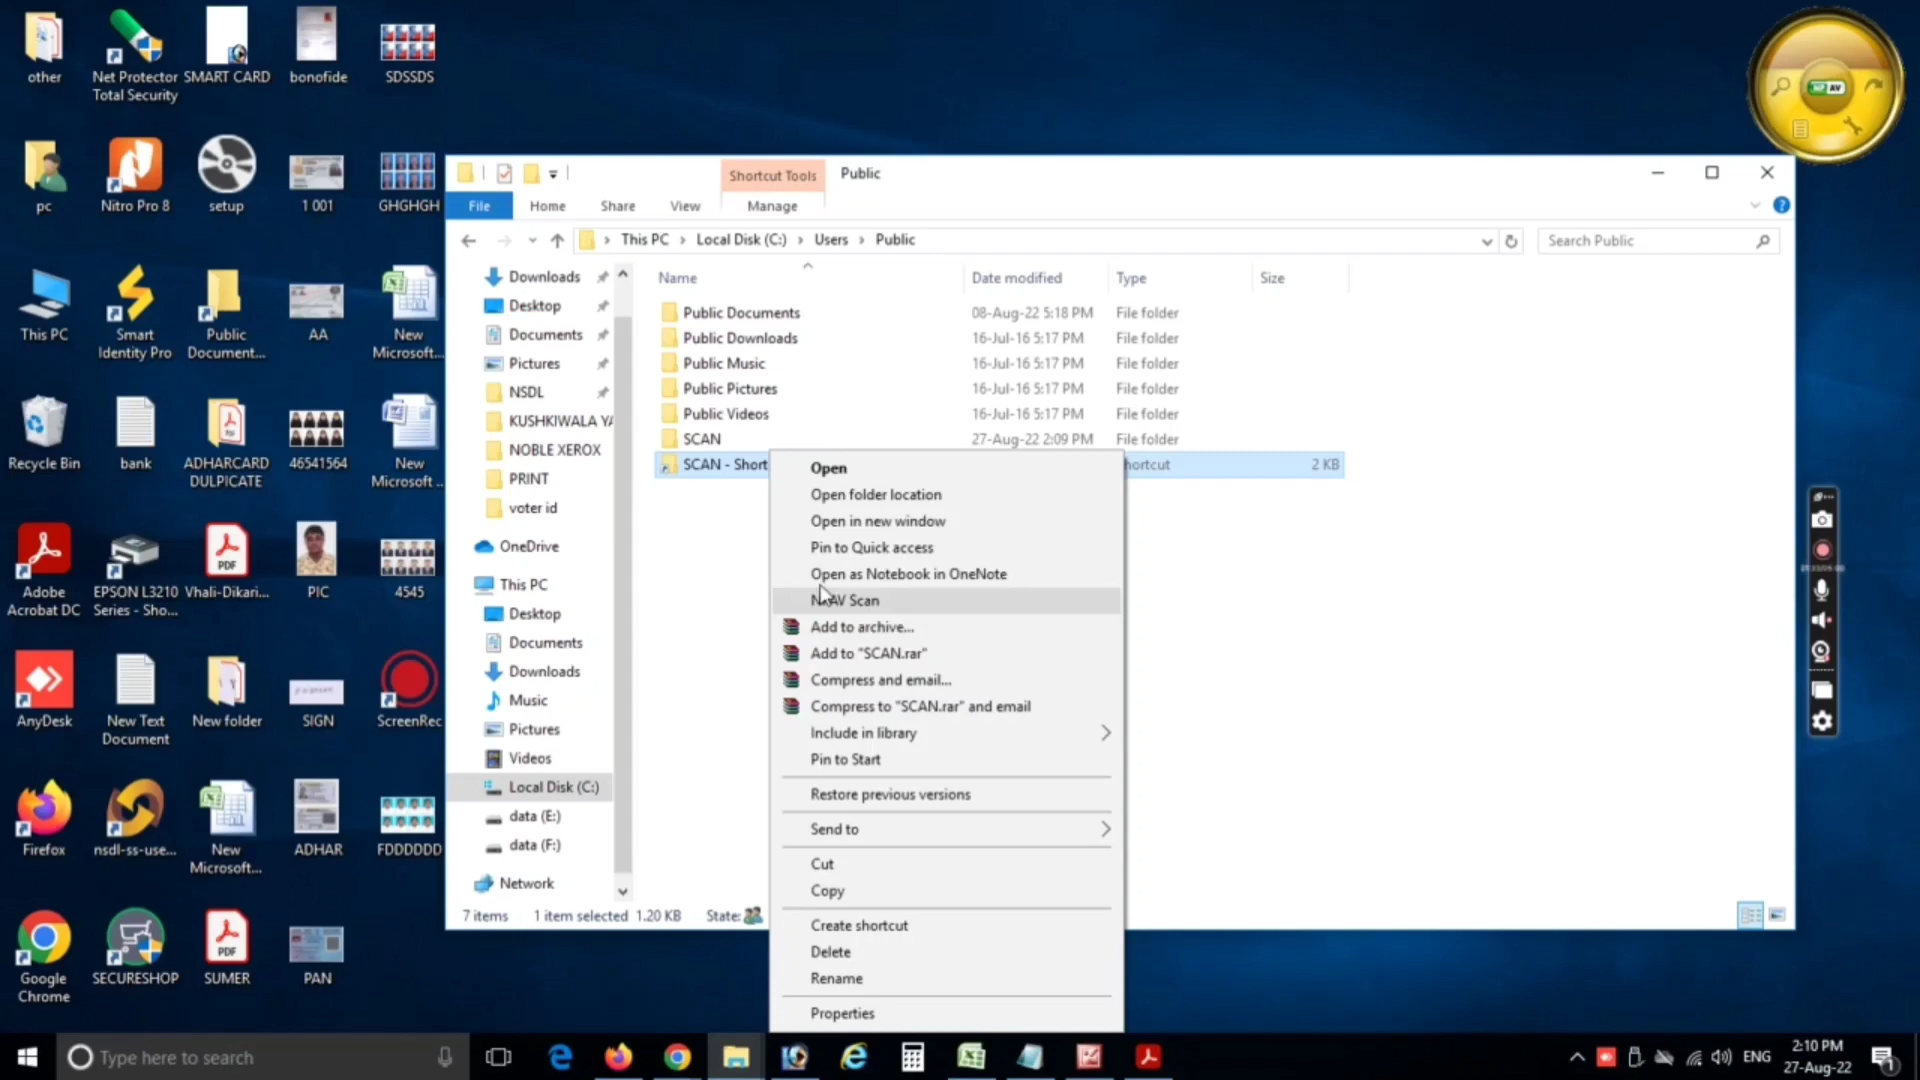 other
Net Protector
Total Security
SMART CARD
bonofide
SDSSDS
pc
Nitro Pro 8
setup
1 001
GHGHGH
This PC
Smart
Identity Pro
Public
Document...
AA
New
Microsoft...
Recycle Bin
bank
ADHARCARD
DULPICATE
46541564
New
Microsoft ...
Adobe
Acrobat DC
EPSON L3210
Series - Sho...
Vhali-Dikari...
PIC
4545
AnyDesk
New Text
Document
New folder
SIGN
ScreenRec
Firefox
nsdl-ss-use...
New
Microsoft...
ADHAR
FDDDDDD
Google
Chrome
SECURESHOP
SUMER
PAN
Shortcut Tools
Public
File
Home
Share
View
Manage
This PC
Local Disk (C:)
Users
Public
Search Public
Downloads
Desktop
Documents
Pictures
NSDL
KUSHKIWALA YA
NOBLE XEROX
PRINT
voter id
OneDrive
This PC
Desktop
Documents
Downloads
Music
Pictures
Videos
Local Disk (C:)
data (E:)
data (F:)
Network
Name Date modified Type Size
Public Documents 08-Aug-22 5:18 PM File folder
Public Downloads 16-Jul-16 5:17 PM File folder
Public Music 16-Jul-16 5:17 PM File folder
Public Pictures 16-Jul-16 5:17 PM File folder
Public Videos 16-Jul-16 5:17 PM File folder
SCAN 27-Aug-22 2:09 PM File folder
SCAN - Short hortcut 2 KB
Open
Open folder location
Open in new window
Pin to Quick access
Open as Notebook in OneNote
Scan
Add to archive...
Add to "SCAN.rar"
Compress and email...
Compress to "SCAN.rar" and email
Include in library
Pin to Start
Restore previous versions
Send to
Cut
Copy
Create shortcut
Delete
Rename
Properties
7 items 1 item selected 1.20 KB State:
Type here to search
ENG
2:10 PM
27-Aug-22
1